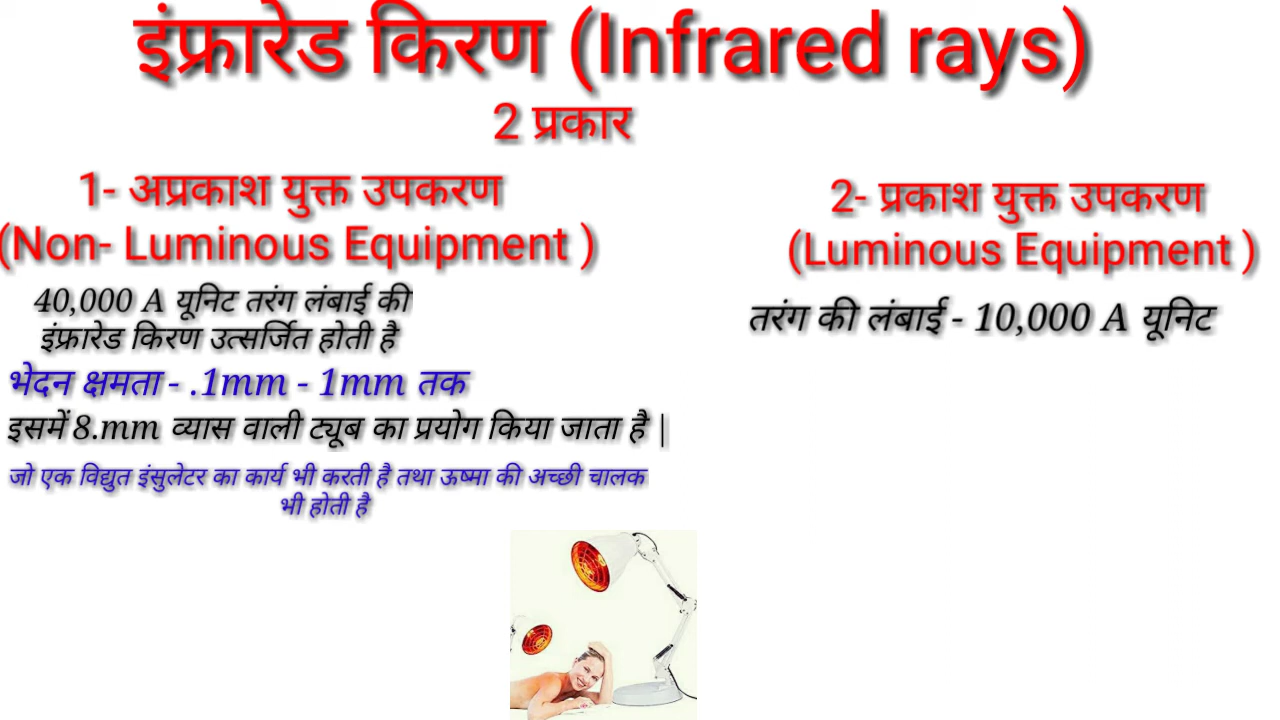 इंफ्रारेड किरण (Infrared rays)
2 प्रकार
1- अप्रकाश युक्त उपकरण
(Non- Luminous Equipment )
40,000 A यूनिट तरंग लंबाई की
इंफ्रारेड किरण उत्सर्जित होती है
भेदन क्षमता - .1mm - 1mm तक
इसमें 8.mm व्यास वाली ट्यूब का प्रयोग किया जाता है |
जो एक विद्युत इंसुलेटर का कार्य भी करती है तथा ऊष्मा की अच्छी चालक
भी होती है
2- प्रकाश युक्त उपकरण
(Luminous Equipment )
तरंग की लंबाई - 10,000 A यूनिट